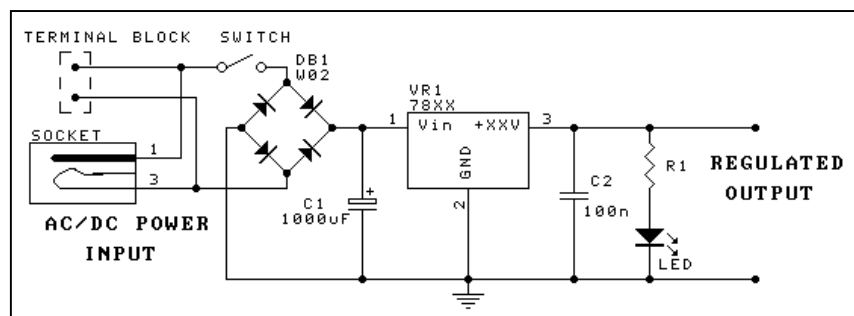 TERMINAL BLOCK
SWITCH
DB1
W02
VR1
78XX
SOCKET
1
3
1
Vin
+XXV
3
GND
2
C1
1000uF
+
C2
100n
R1
LED
REGULATED
OUTPUT
AC/DC POWER
INPUT